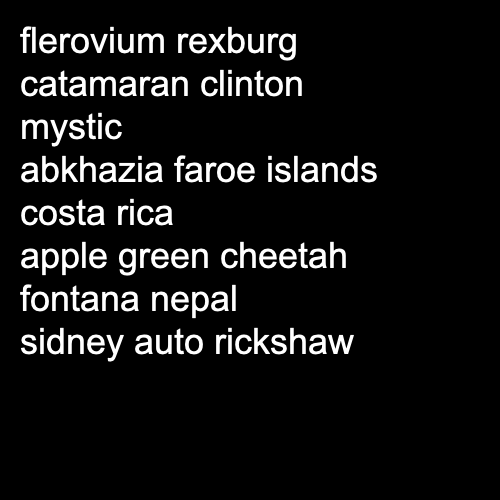 flerovium rexburg
catamaran clinton
mystic
abkhazia faroe islands
costa rica
apple green cheetah
fontana nepal
sidney auto rickshaw